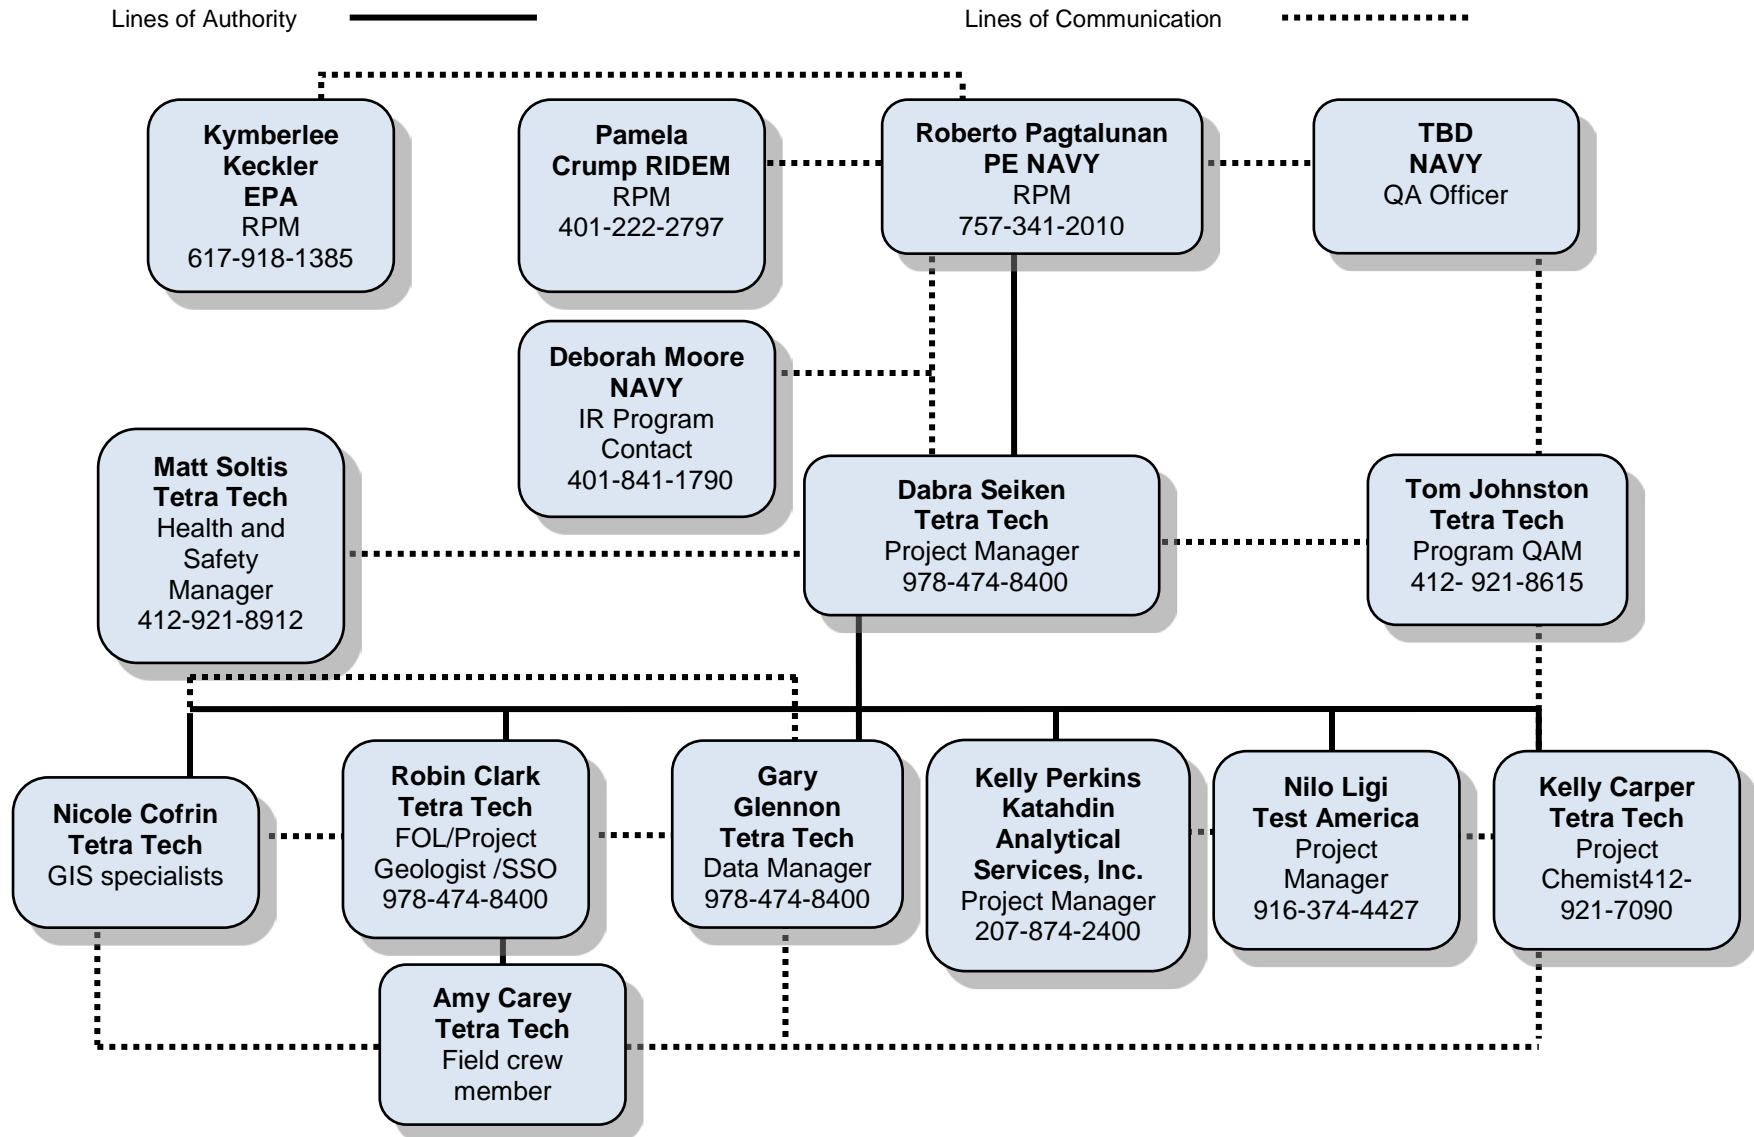 Lines of Authority
Lines of Communication
Kymberlee
Keckler
EPA
RPM
617-918-1385
Pamela
Crump RIDEM
RPM
401-222-2797
Roberto Pagtalunan
PE NAVY
RPM
757-341-2010
TBD
NAVY
QA Officer
Deborah Moore
NAVY
IR Program
Contact
401-841-1790
Matt Soltis
Tetra Tech
Health and
Safety
Manager
412-921-8912
Dabra Seiken
Tetra Tech
Project Manager
978-474-8400
Tom Johnston
Tetra Tech
Program QAM
412- 921-8615
Nicole Cofrin
Tetra Tech
GIS specialists
Robin Clark
Tetra Tech
FOL/Project
Geologist /SSO
978-474-8400
Gary
Glennon
Tetra Tech
Data Manager
978-474-8400
Kelly Perkins
Katahdin
Analytical
Services, Inc.
Project Manager
207-874-2400
Nilo Ligi
Test America
Project
Manager
916-374-4427
Kelly Carper
Tetra Tech
Project
Chemist412-
921-7090
Amy Carey
Tetra Tech
Field crew
member